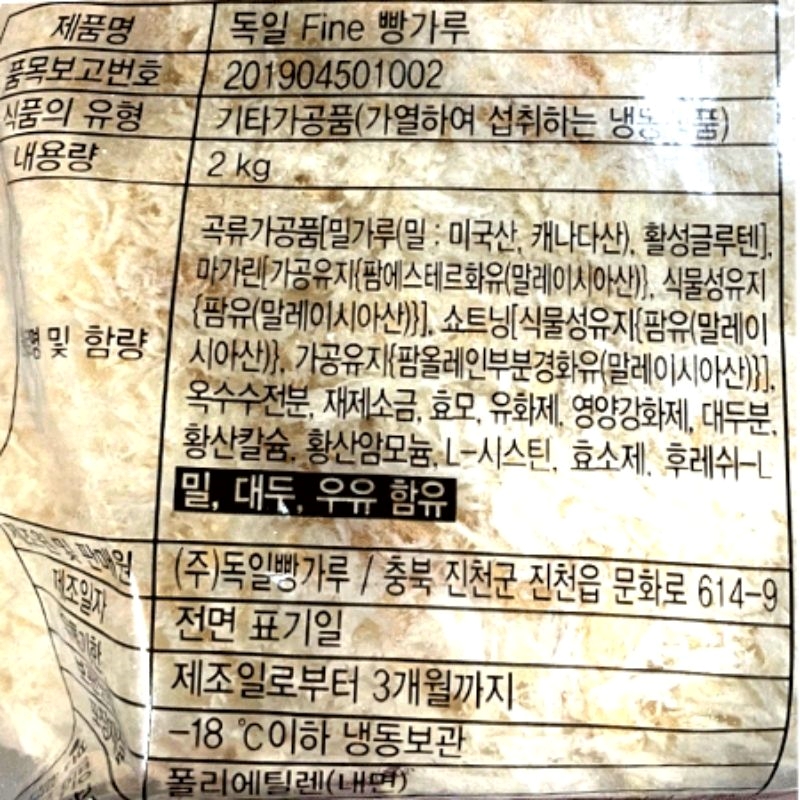 제품명 독일 Fine 빵가루
품목보고번호 201904501002
식품의 유형 기타가공품(가열하여 섭취하는 냉동 품)
내용량 2 kg
곡류가공품[밀가루(밀 : 미국산, 캐나다산), 활성글루텐],
마가린[가공유지{팜에스테르화유(말레이시아산)}, 식물성유지
{팜유(말레이시아산)}], 쇼트닝[식물성유지{팜유(말레이
및 함량 시아산)}, 가공유지{팜올레인부분경화유(말레이시아산)}],
옥수수전분, 재제소금, 효모, 유화제, 영양강화제, 대두분,
황산칼슘, 황산암모늄, L-시스틴, 효소제, 후레쉬-L
밀, 대두, 우유 함유
및 판매원 (주)독일빵가루 / 충북 진천군 진천읍 문화로 614-9
제조일자 전면 표기일
제조일로부터 3개월까지
-18 ℃이하 냉동보관
폴리에틸렌(내면)